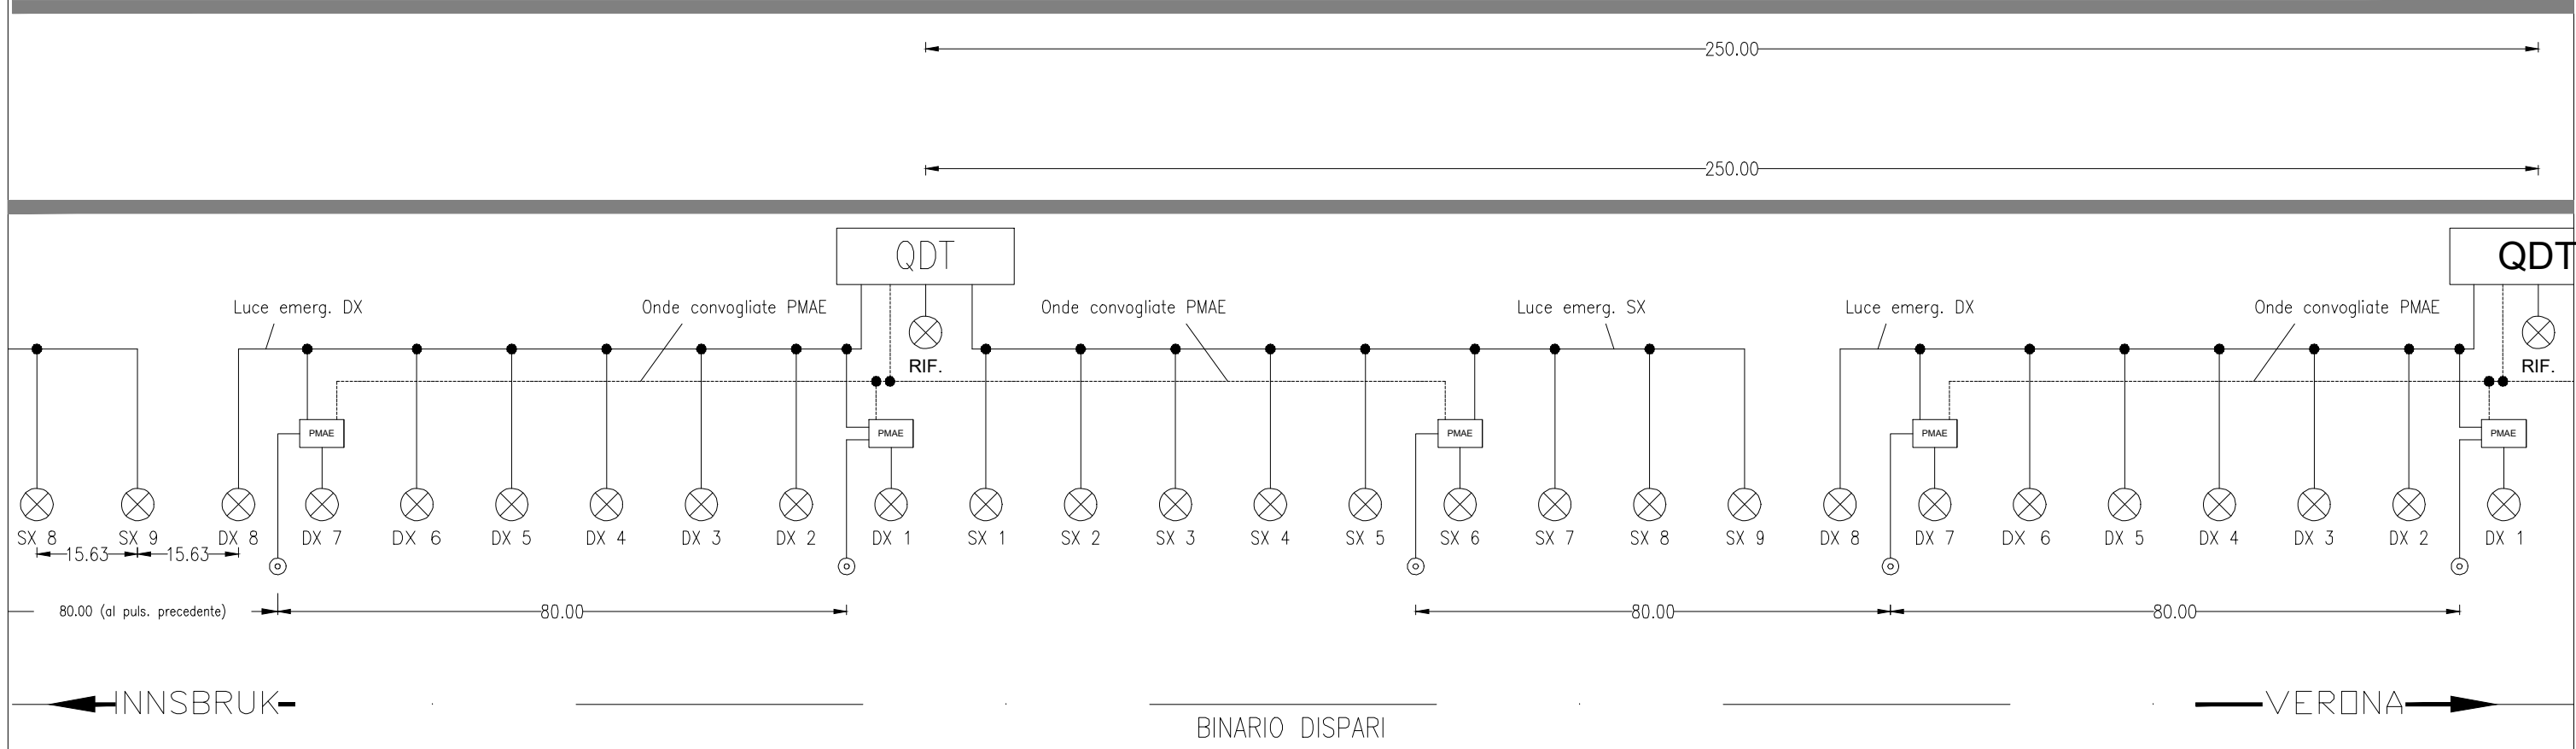 250.00
250.00
QDT QDT
Luce emerg. DX Onde convogliate PMAE Onde convogliate PMAE Luce emerg. SX Luce emerg. DX Onde convogliate PMAE
RIF. RIF.
PMAE PMAE PMAE PMAE PMAE
SX 8 SX 9 DX 8 DX 7 DX 6 DX 5 DX 4 DX 3 DX 2 DX 1 SX 1 SX 2 SX 3 SX 4 SX 5 SX 6 SX 7 SX 8 SX 9 DX 8 DX 7 DX 6 DX 5 DX 4 DX 3 DX 2 DX 1
15.63 15.63
80.00 (al puls. precedente) 80.00 80.00 80.00
INNSBRUK VERONA
BINARIO DISPARI